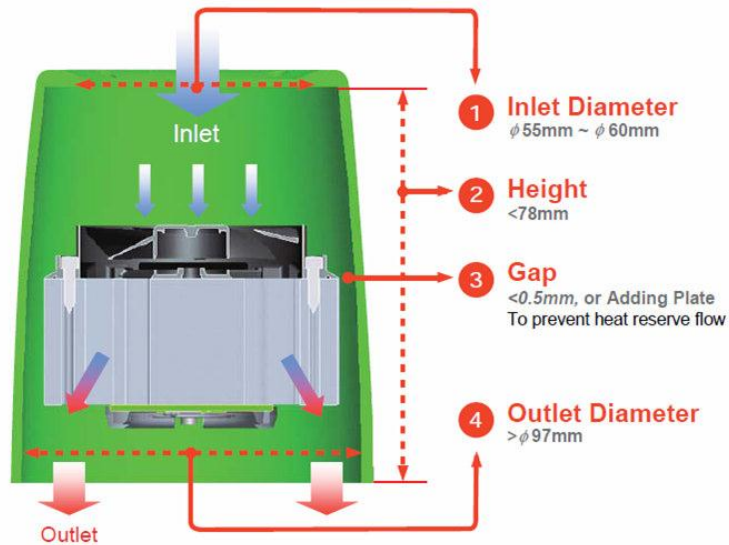 Inlet
1 Inlet Diameter
ϕ55mm ~ ϕ60mm
2 Height
<78mm
3 Gap
<0.5mm, or Adding Plate
To prevent heat reserve flow
4 Outlet Diameter
>ϕ97mm
Outlet